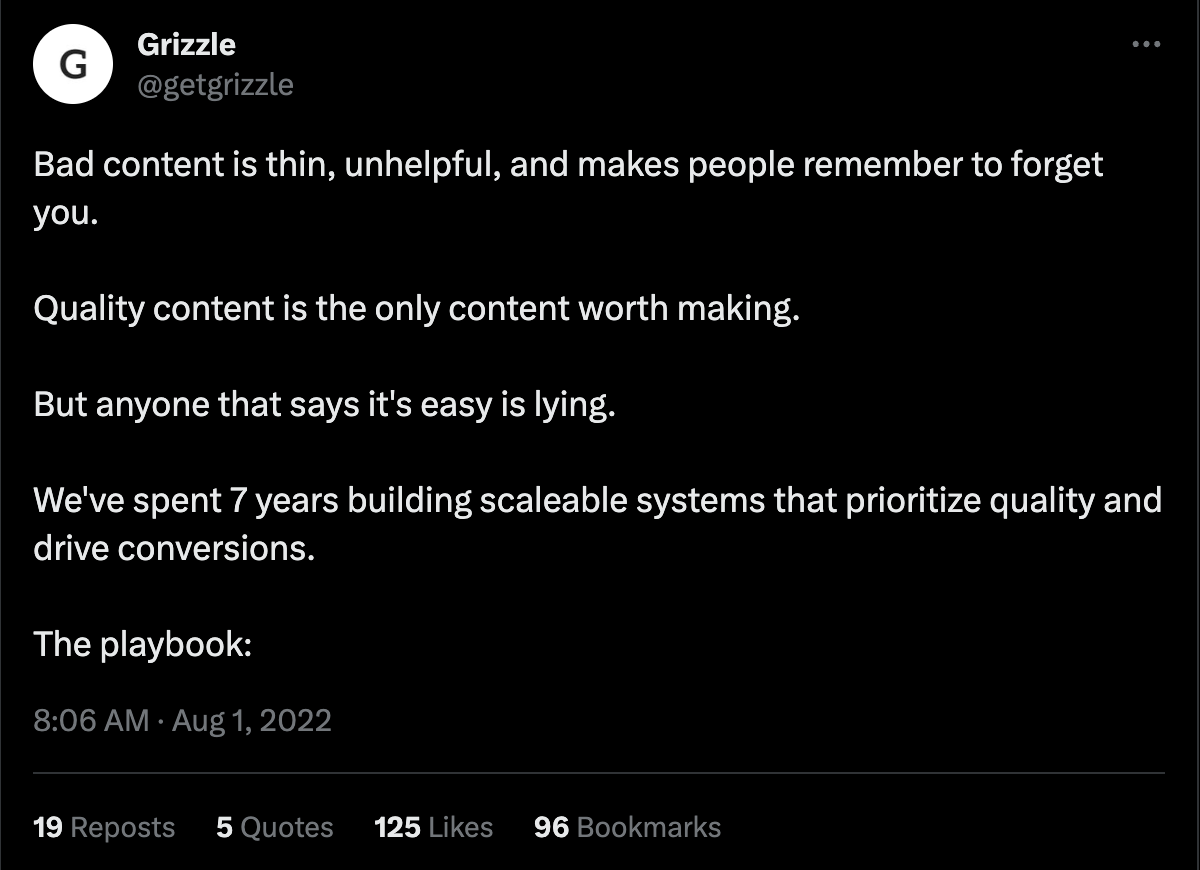 G
Grizzle
@getgrizzle
Bad content is thin, unhelpful, and makes people remember to forget
you.
Quality content is the only content worth making.
But anyone that says it's easy is lying.
We've spent 7 years building scaleable systems that prioritize quality and
drive conversions.
The playbook:
8:06 AM · Aug 1, 2022
19 Reposts 5 Quotes 125 Likes 96 Bookmarks